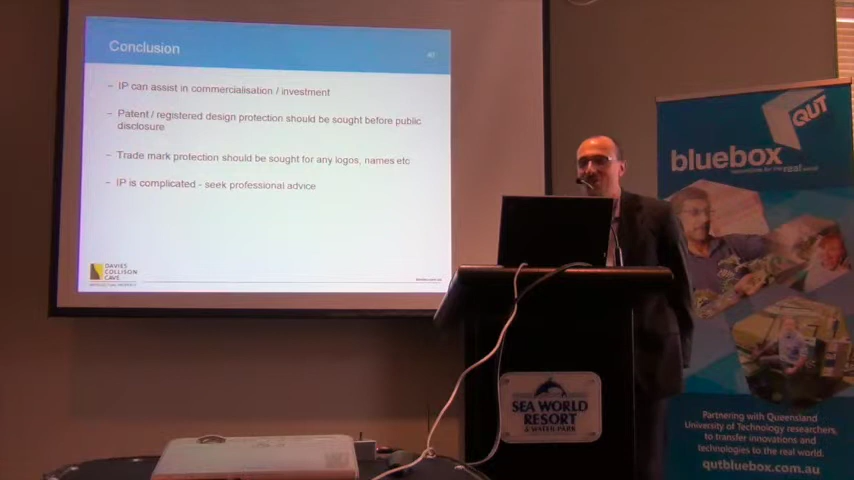 Conclusion
40
– IP can assist in commercialisation / investment
– Patent / registered design protection should be sought before public
disclosure
– Trade mark protection should be sought for any logos, names etc
– IP is complicated - seek professional advice
DAVIES
COLLISON
CAVE
SEA WORLD
RESORT
& WATER PARK
QUT
bluebox
Partnering with Queensland
University of Technology researchers,
to transfer innovations and
technologies to the real world.
qutbluebox.com.au